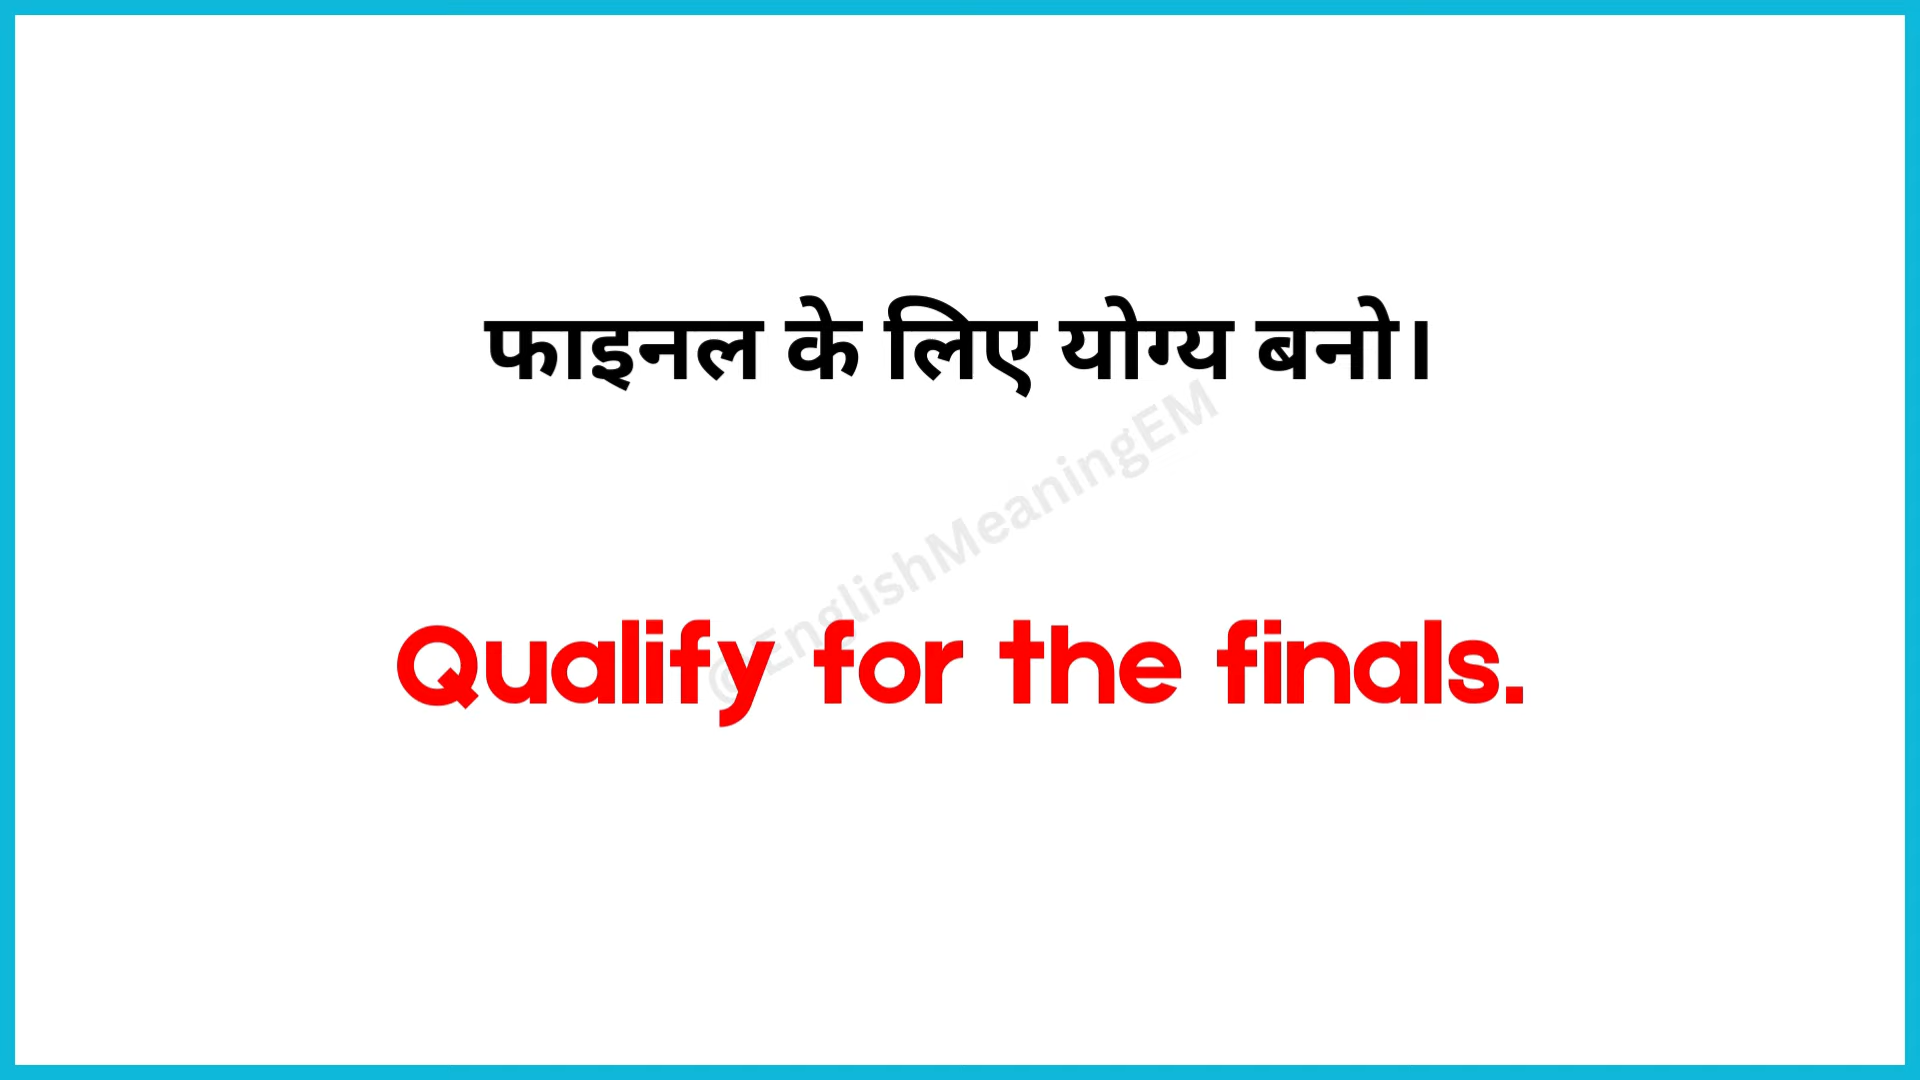 फाइनल के लिए योग्य बनो।
@EnglishMeaningEM
Qualify for the finals.